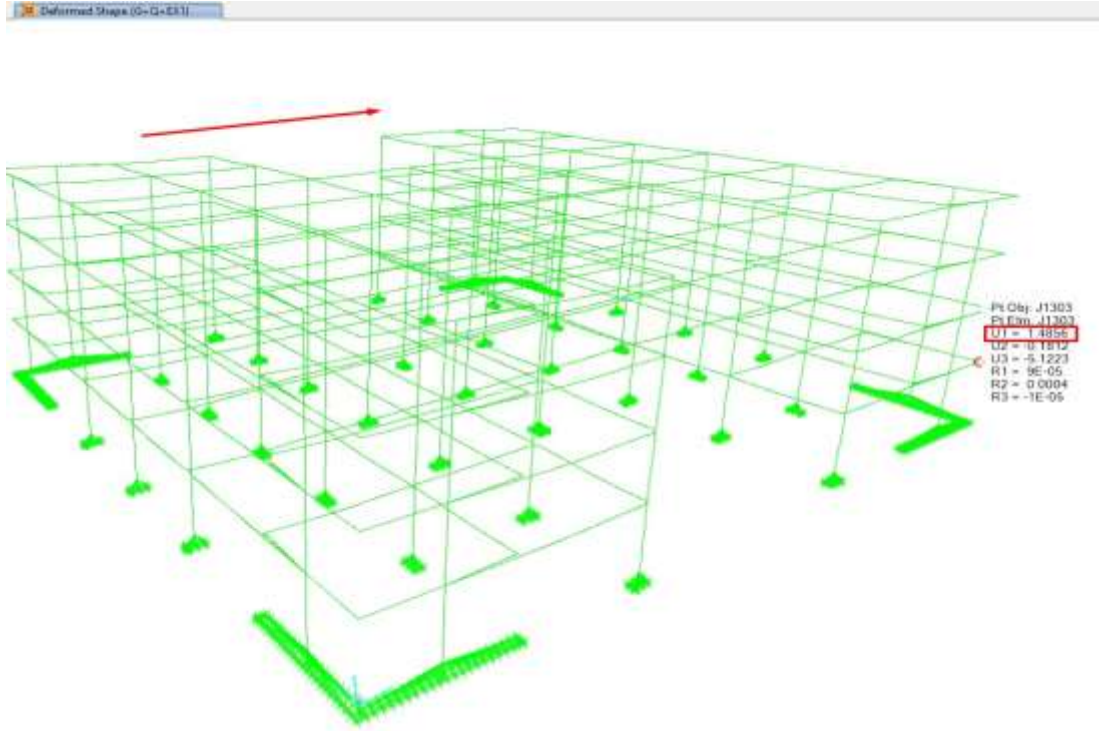 Deformed Shape (G+Q+EX1)
Pt Obj: J1303
Pt Elm: J1303
U1 = 1.4856
U2 = -0.1812
U3 = -5.1223
R1 = 9E-05
R2 = 0.0004
R3 = -1E-05